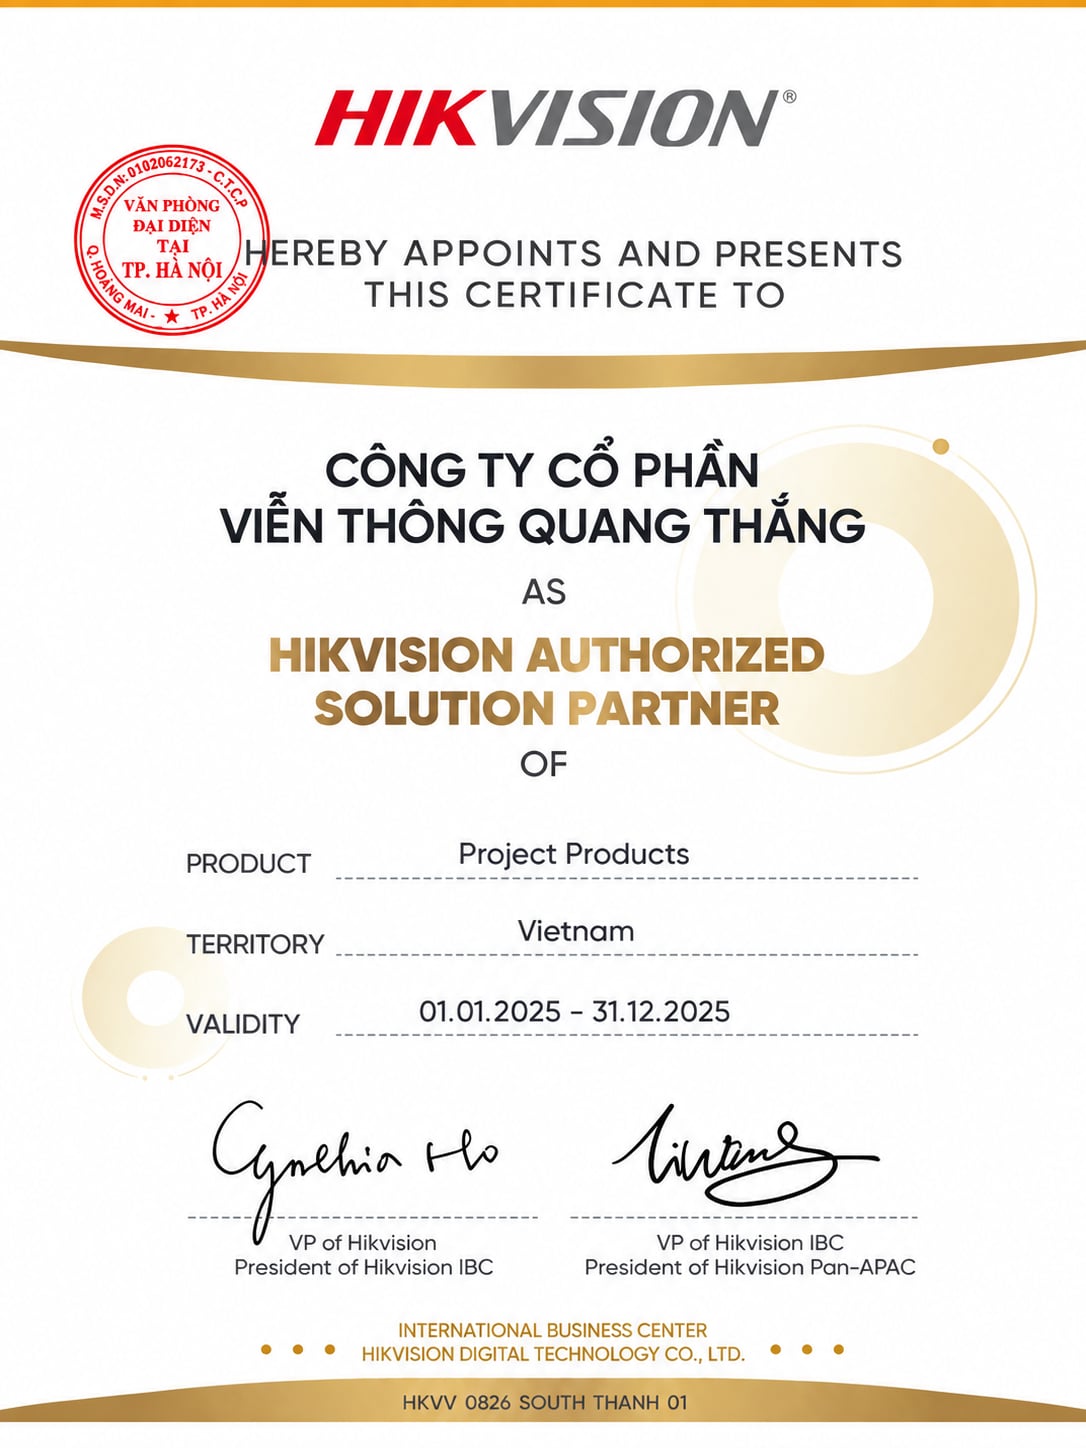 HIKVISION®
M.S.D.N: 0102062173 - C.T.C.P
VĂN PHÒNG
ĐẠI DIỆN
TẠI
TP. HÀ NỘI
Q. HOÀNG MAI - ★ TP. HÀ NỘI
HEREBY APPOINTS AND PRESENTS
THIS CERTIFICATE TO
CÔNG TY CỔ PHẦN
VIỄN THÔNG QUANG THẮNG
AS
HIKVISION AUTHORIZED
SOLUTION PARTNER
OF
PRODUCT Project Products
TERRITORY Vietnam
VALIDITY 01.01.2025 - 31.12.2025
Cynthia Ho
VP of Hikvision
President of Hikvision IBC
VP of Hikvision IBC
President of Hikvision Pan-APAC
INTERNATIONAL BUSINESS CENTER
HIKVISION DIGITAL TECHNOLOGY CO., LTD.
HKVV 0826 SOUTH THANH 01